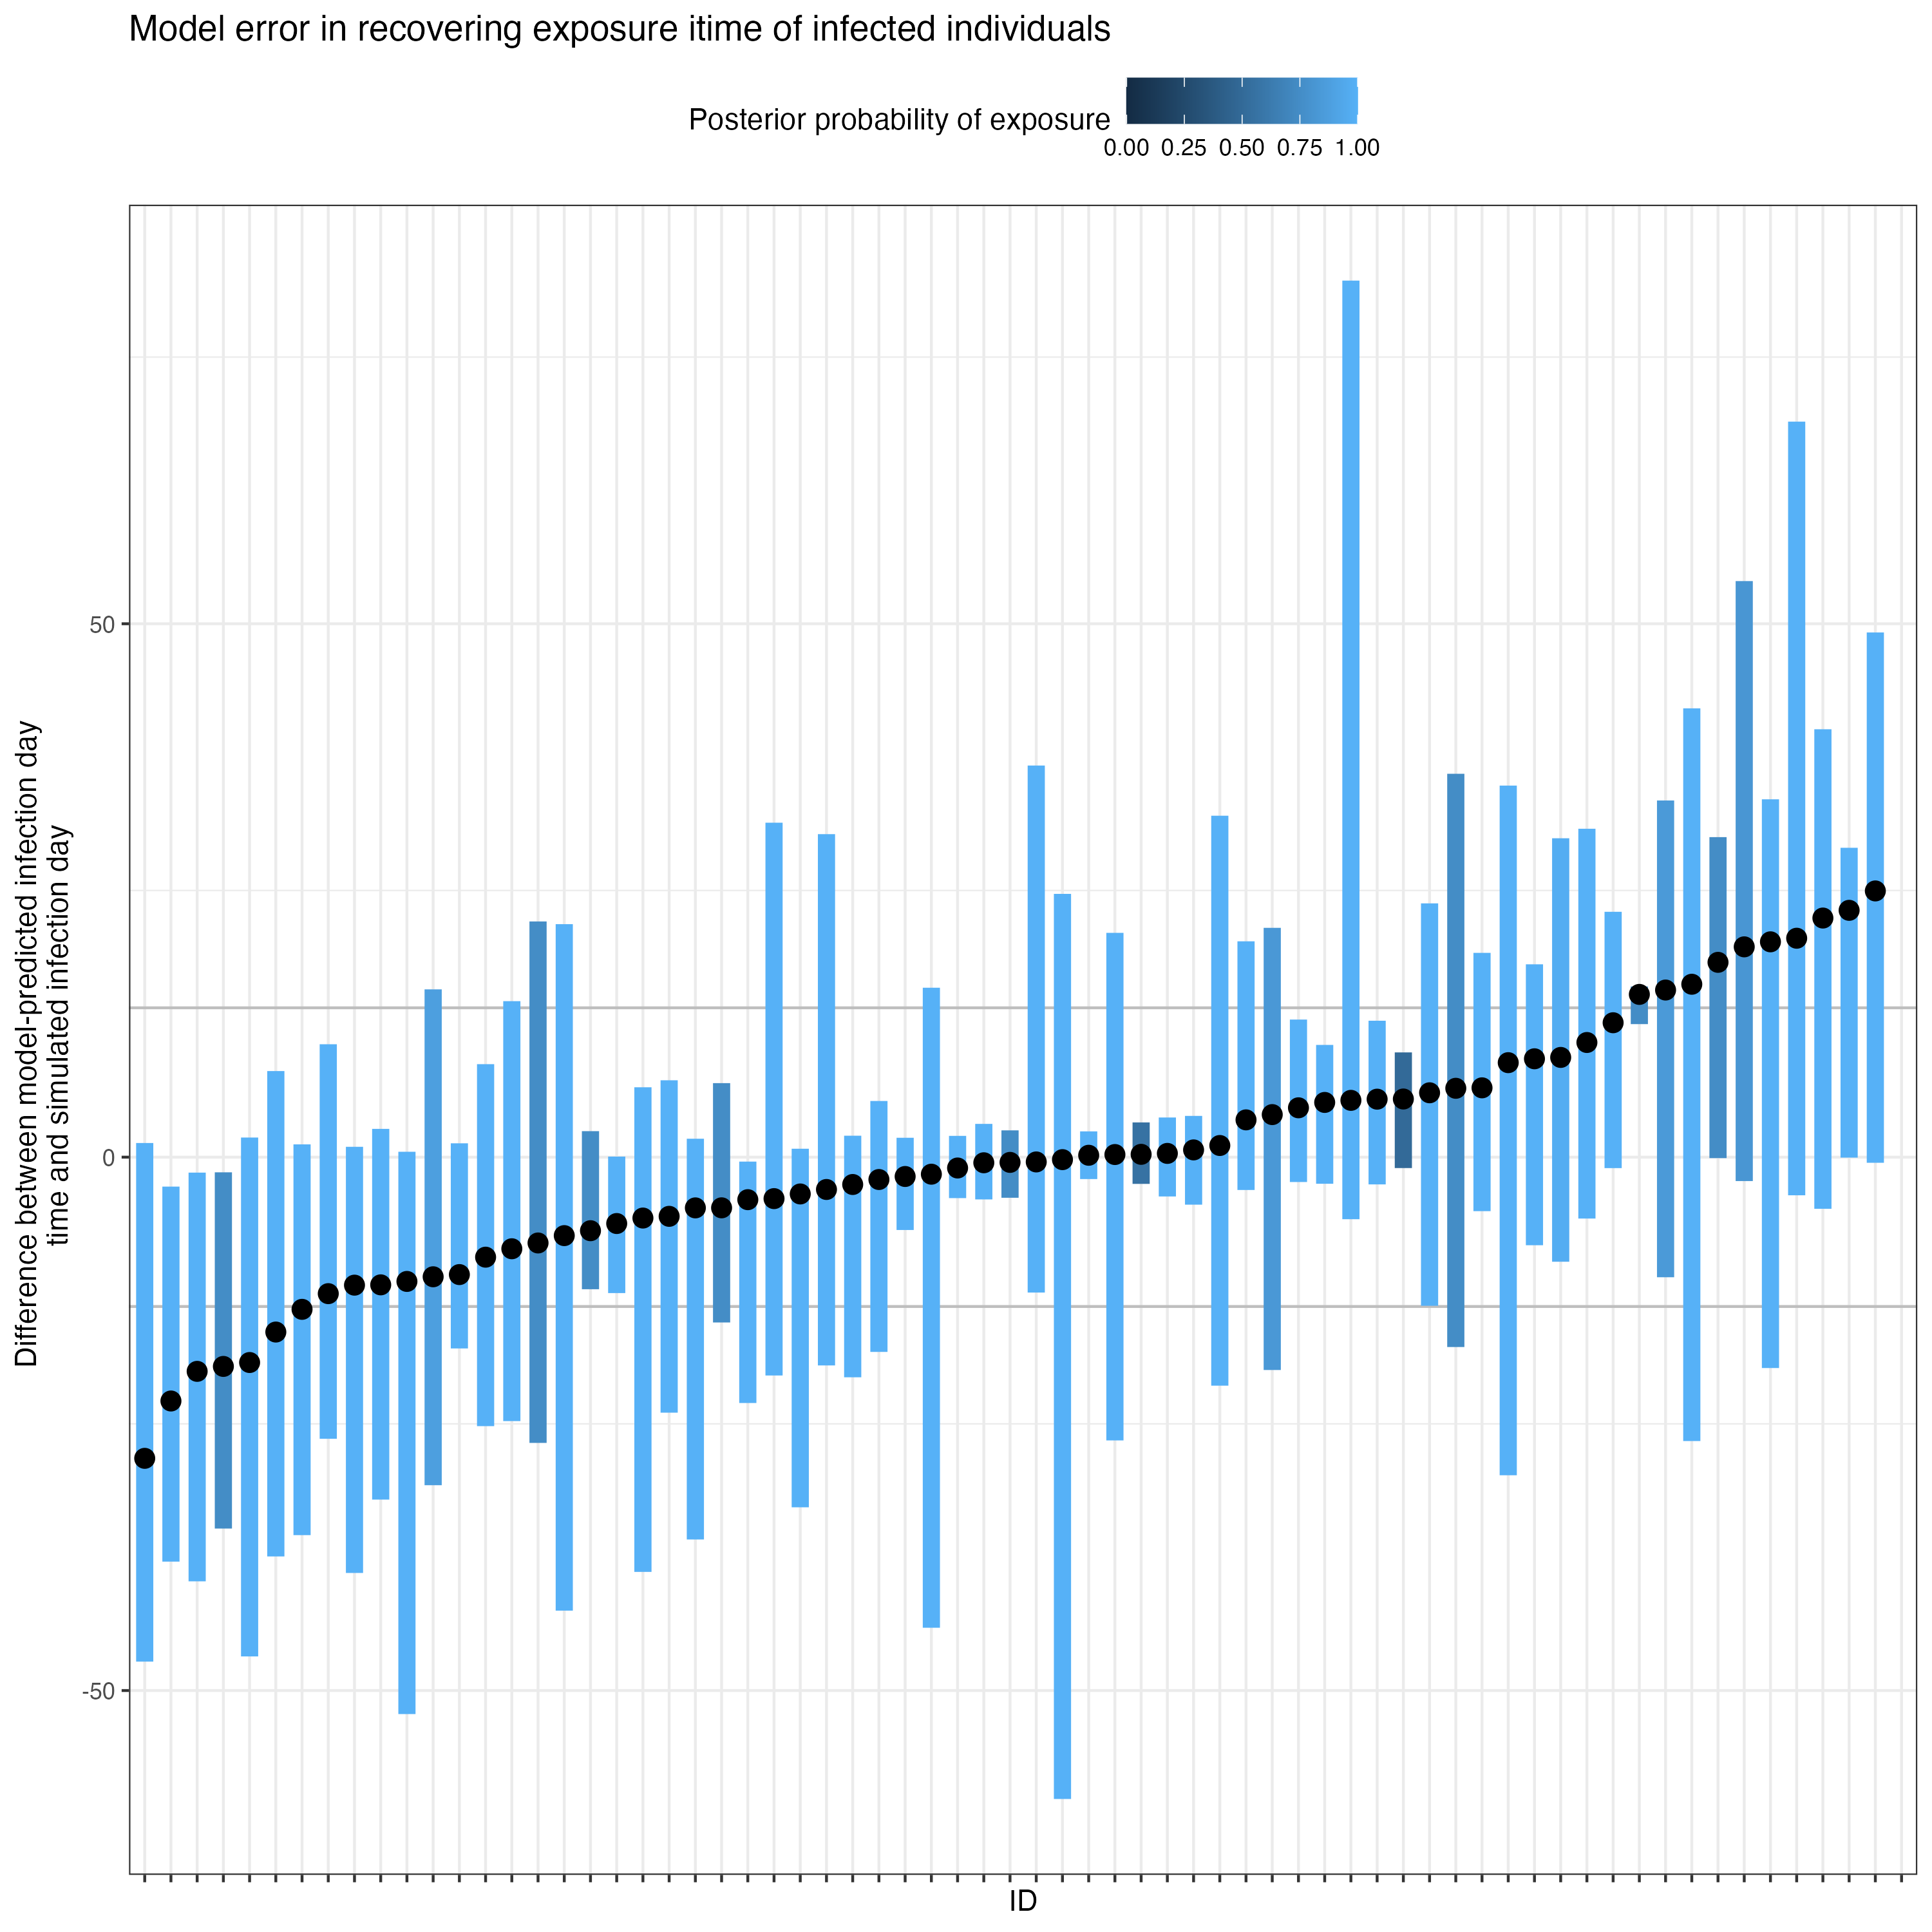 Model error in recovering exposure itime of infected individuals
Posterior probability of exposure
0.00 0.25 0.50 0.75 1.00
Difference between model-predicted infection day
time and simulated infection day
50
0
-50
ID